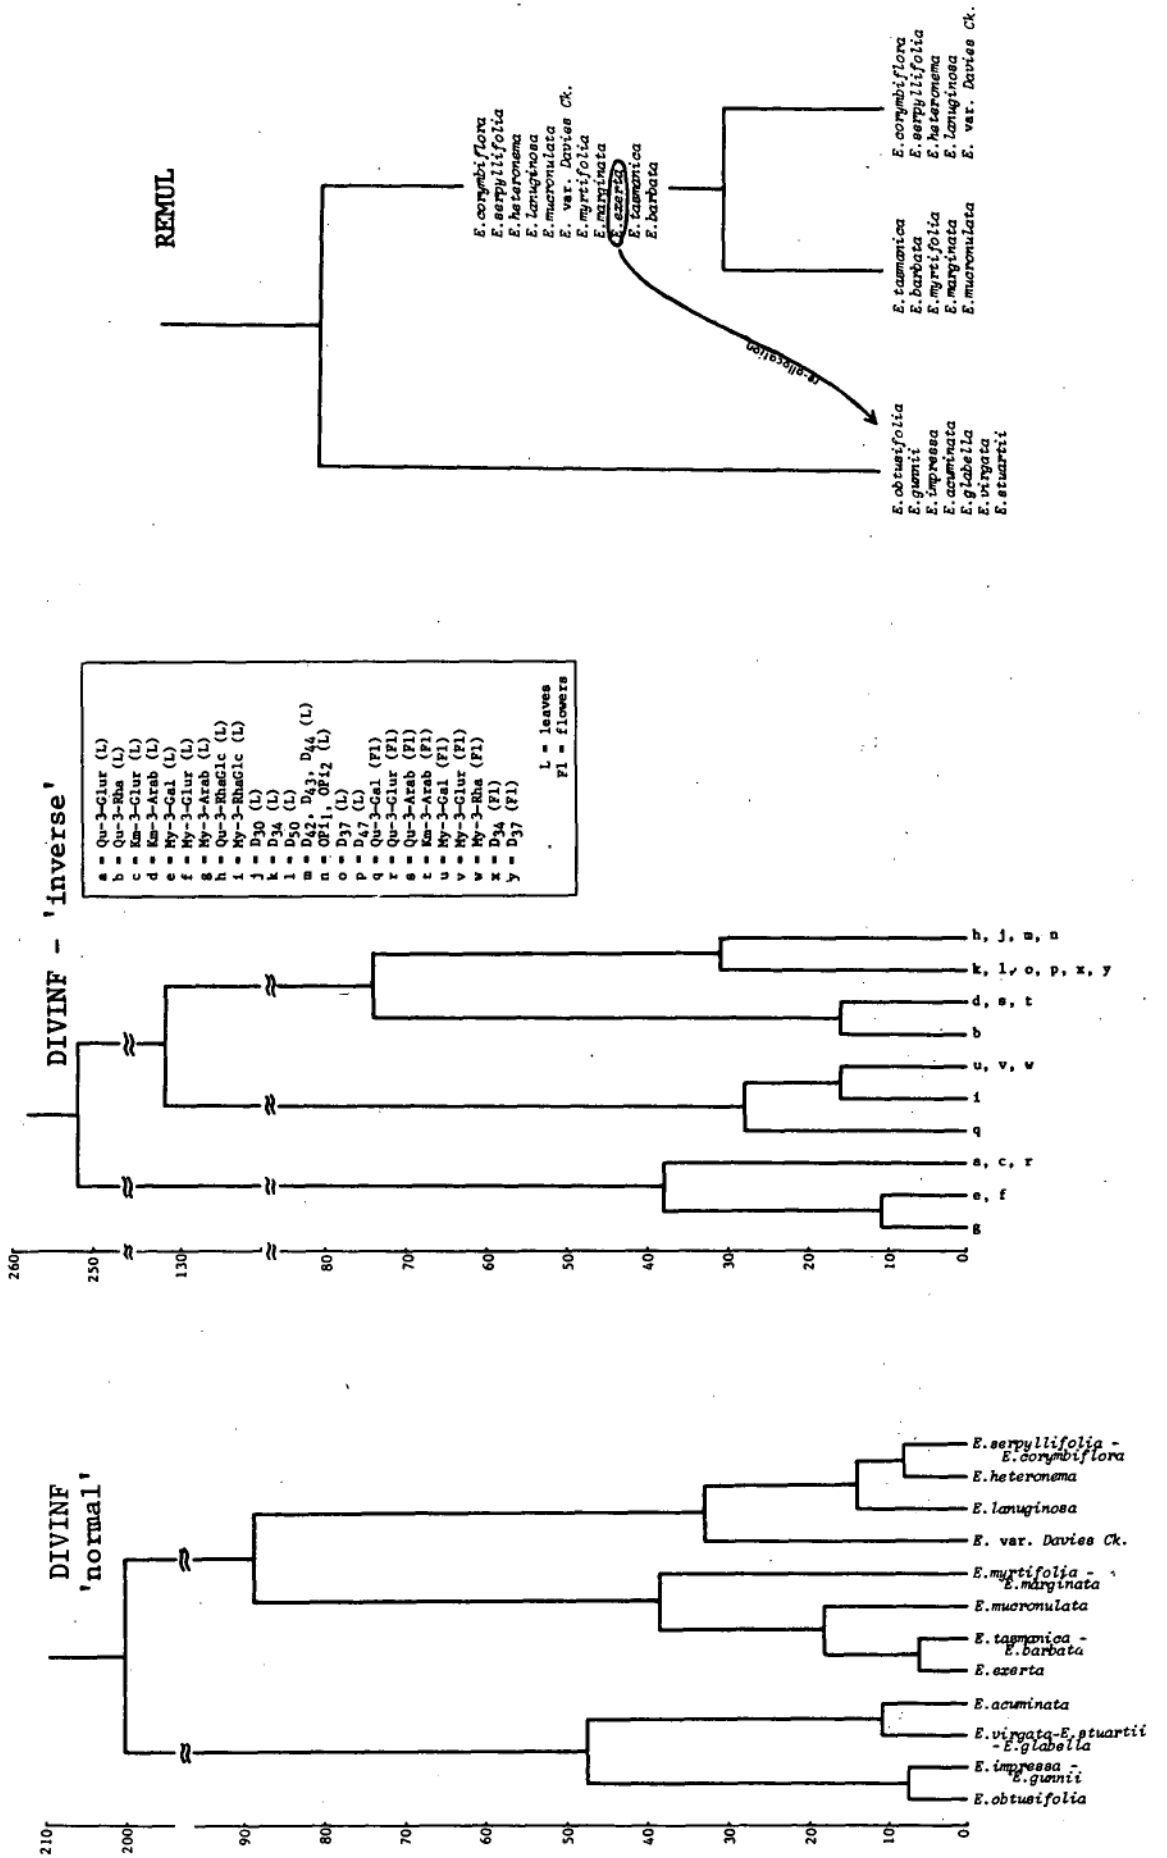 REMUL
E.corymbiflora
E.serpyllifolia
E.heteronema
E.lanuginosa
E.mucronulata
E. var. Davies Ck.
E.myrtifolia
E.marginata
E.exerta
E.tasmanica
E.barbata
re-allocation
E.obtusifolia
E.gunnii
E.impressa
E.acuminata
E.glabella
E.virgata
E.stuartii
E.tasmanica
E.barbata
E.myrtifolia
E.marginata
E.mucronulata
E.corymbiflora
E.serpyllifolia
E.heteronema
E.lanuginosa
E. var. Davies Ck.
DIVINF - 'inverse'
a = Qu-3-Glur (L)
b = Qu-3-Rha (L)
c = Km-3-Glur (L)
d = Km-3-Arab (L)
e = My-3-Gal (L)
f = My-3-Glur (L)
g = My-3-Arab (L)
h = Qu-3-RhaGlc (L)
i = My-3-RhaGlc (L)
j = D30 (L)
k = D34 (L)
l = D50 (L)
m = D42, D43, D44 (L)
n = OPi1, OPi2 (L)
o = D37 (L)
p = D47 (L)
q = Qu-3-Gal (Fl)
r = Qu-3-Glur (Fl)
s = Qu-3-Arab (Fl)
t = Km-3-Arab (Fl)
u = My-3-Gal (Fl)
v = My-3-Glur (Fl)
w = My-3-Rha (Fl)
x = D34 (Fl)
y = D37 (Fl)
L = leaves
Fl = flowers
260
250
130
80
70
60
50
40
30
20
10
0
h, j, m, n
k, l, o, p, x, y
d, s, t
b
u, v, w
i
q
a, c, r
e, f
g
DIVINF
'normal'
210
200
90
80
70
60
50
40
30
20
10
0
E.serpyllifolia -
E.corymbiflora
E.heteronema
E.lanuginosa
E. var. Davies Ck.
E.myrtifolia -
E.marginata
E.mucronulata
E.tasmanica -
E.barbata
E.exerta
E.acuminata
E.virgata-E.stuartii
-E.glabella
E.impressa -
E.gunnii
E.obtusifolia